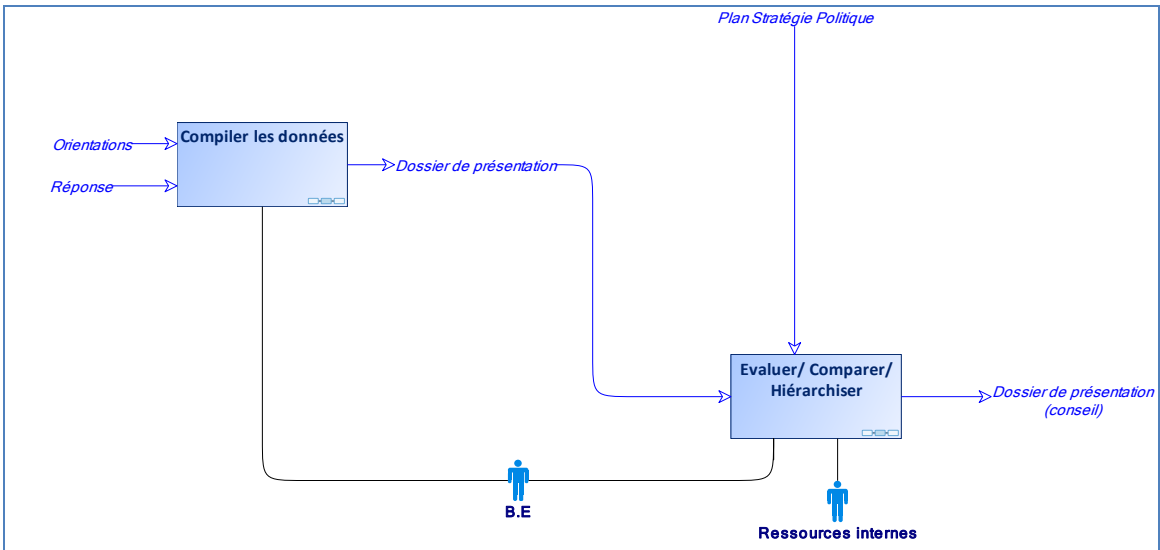 Plan Stratégie Politique
Compiler les données
Orientations
Réponse
Dossier de présentation
Evaluer/ Comparer/
Hiérarchiser
Dossier de présentation
(conseil)
B.E
Ressources internes